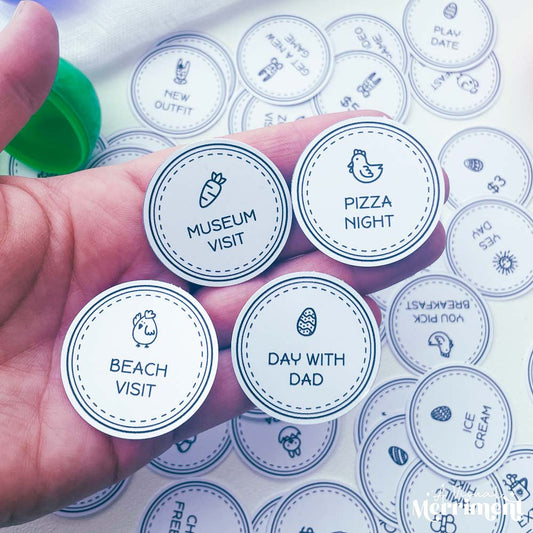 PLAY
DATE
GET A NEW
GAME
NEW
OUTFIT
MUSEUM
VISIT
PIZZA
NIGHT
$3
YES
DAY
YOU PICK
BREAKFAST
BEACH
VISIT
DAY WITH
DAD
ICE
CREAM
Merriment